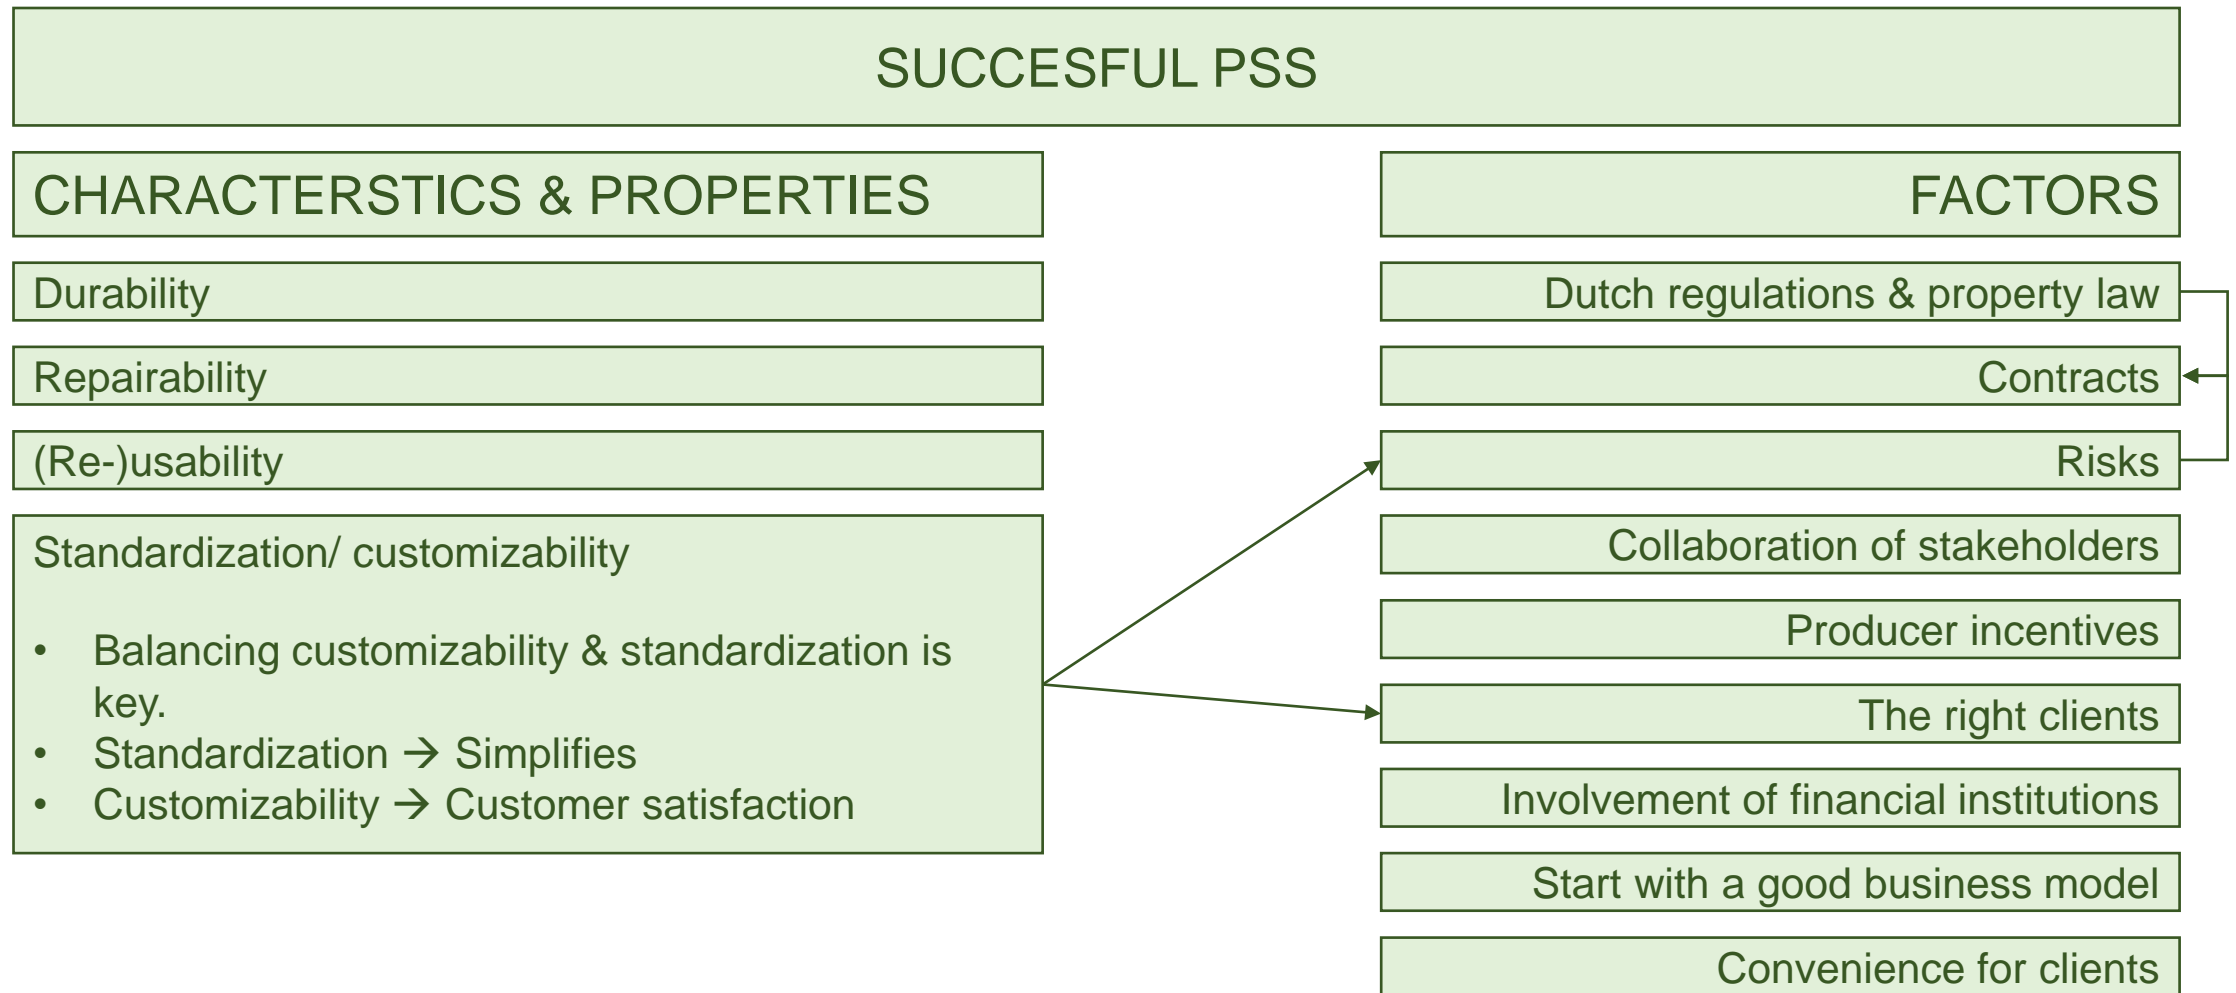 SUCCESFUL PSS
CHARACTERSTICS & PROPERTIES
Durability
Repairability
(Re-)usability
Standardization/ customizability
• Balancing customizability & standardization is
key.
• Standardization → Simplifies
• Customizability → Customer satisfaction
FACTORS
Dutch regulations & property law
Contracts
Risks
Collaboration of stakeholders
Producer incentives
The right clients
Involvement of financial institutions
Start with a good business model
Convenience for clients